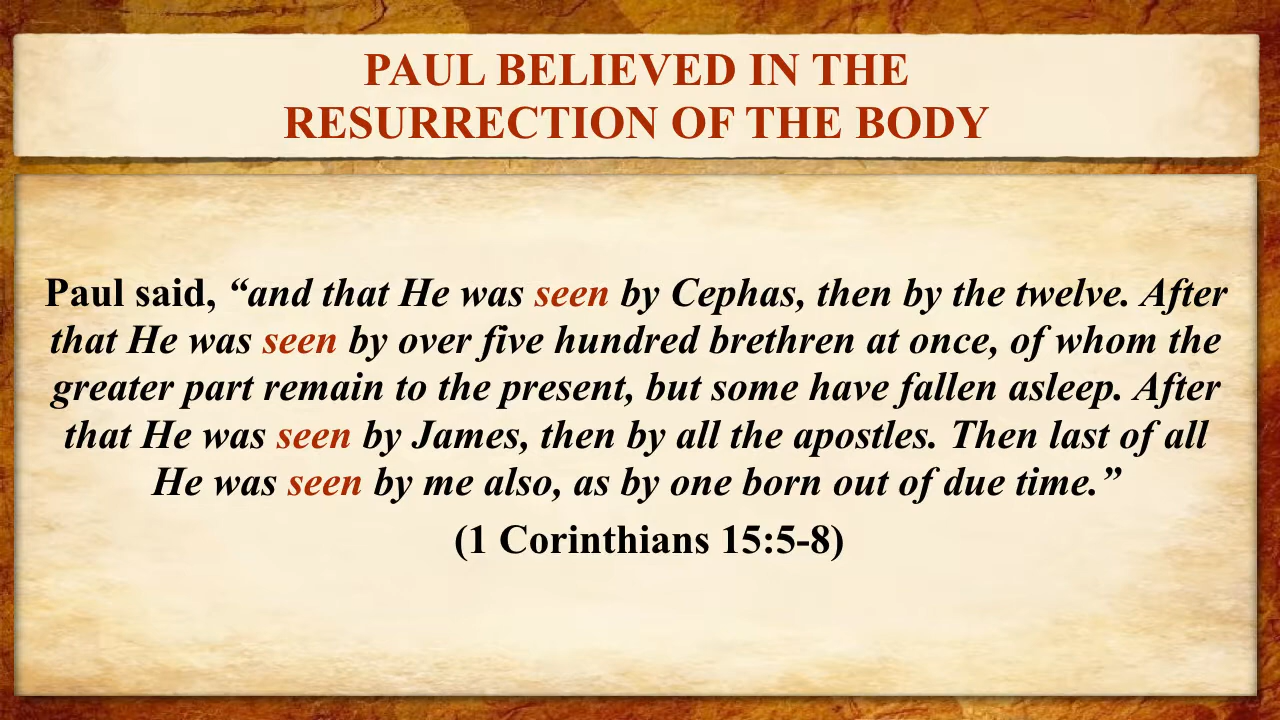 PAUL BELIEVED IN THE
RESURRECTION OF THE BODY
Paul said, “and that He was seen by Cephas, then by the twelve. After
that He was seen by over five hundred brethren at once, of whom the
greater part remain to the present, but some have fallen asleep. After
that He was seen by James, then by all the apostles. Then last of all
He was seen by me also, as by one born out of due time.”
(1 Corinthians 15:5-8)